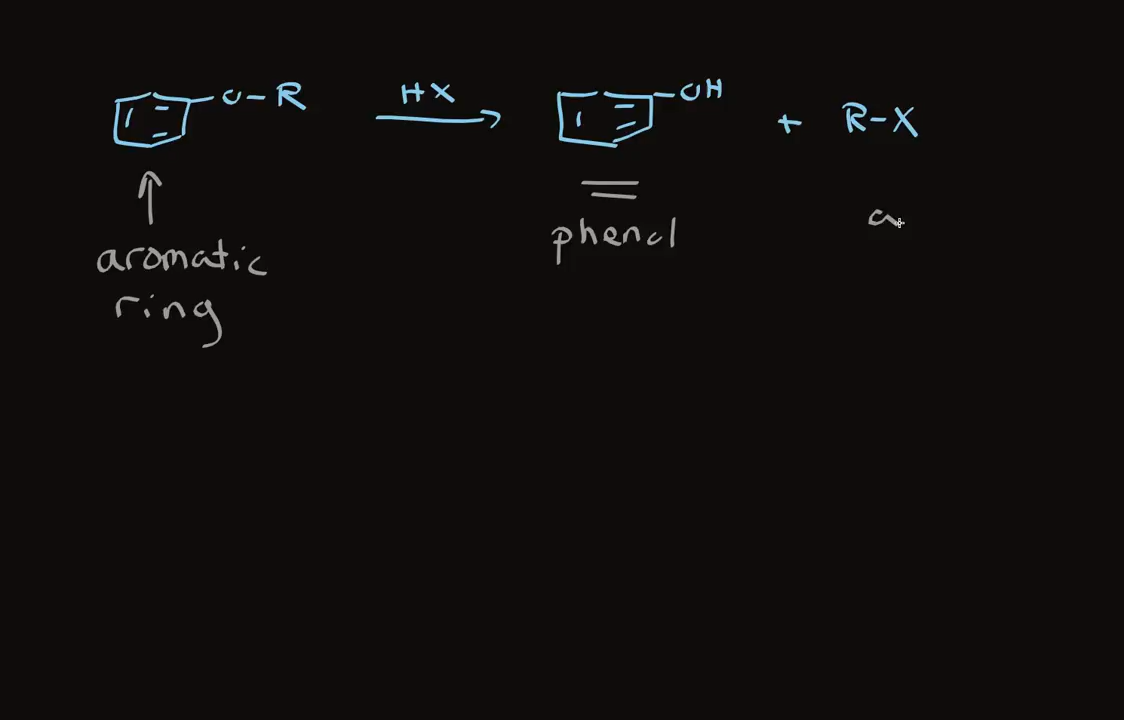 O-R HX OH + R-X
aromatic ring
phenol
a